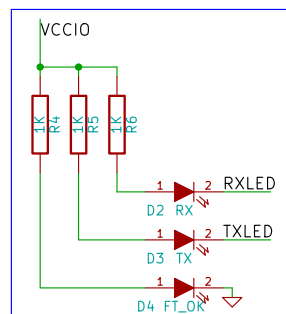 VCCIO
1K R4 1K R5 1K R6
1 2 RXLED
D2 RX
1 2 TXLED
D3 TX
1 2
D4 FT_OK